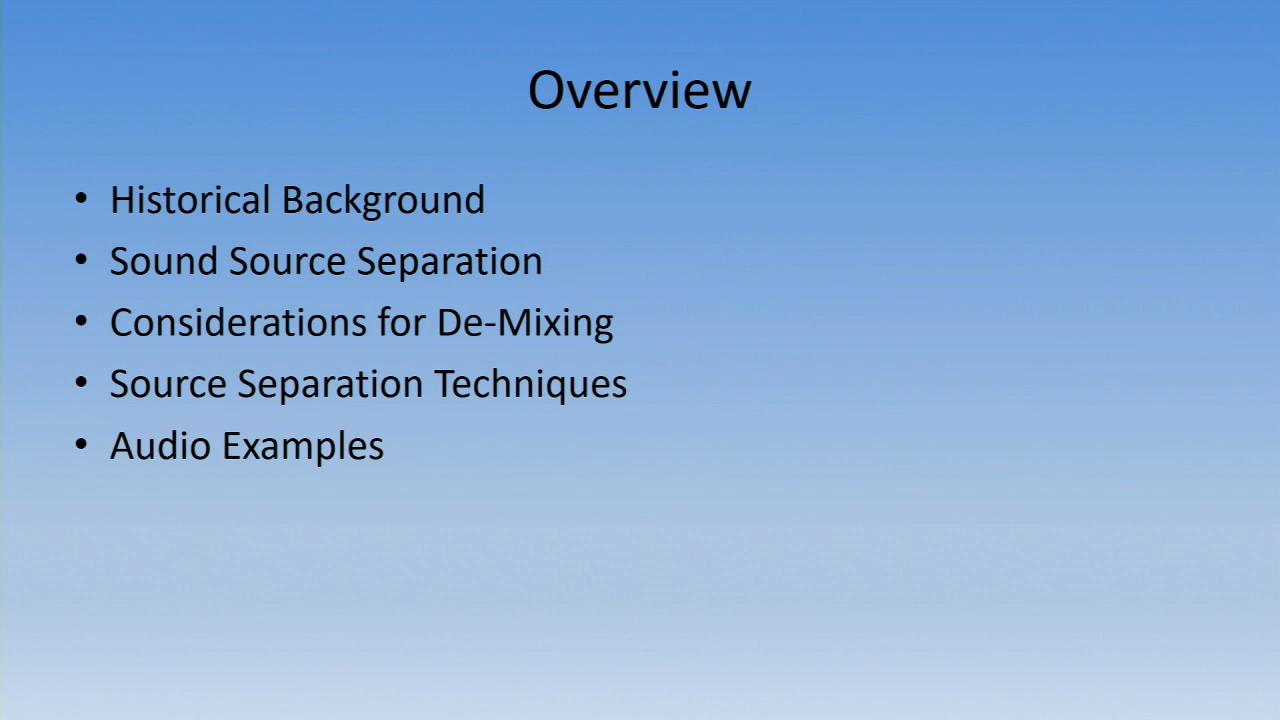 Overview
• Historical Background
• Sound Source Separation
• Considerations for De-Mixing
• Source Separation Techniques
• Audio Examples